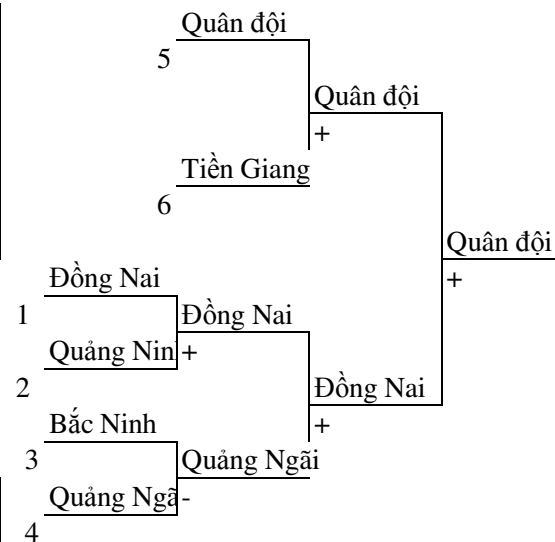 Quân đội
5
Quân đội
+
Tiền Giang
6
Quân đội
+
Đồng Nai
1
Đồng Nai
Quảng Nin
+
2
Đồng Nai
+
Bắc Ninh
3
Quảng Ngãi
Quảng Ngã
-
4